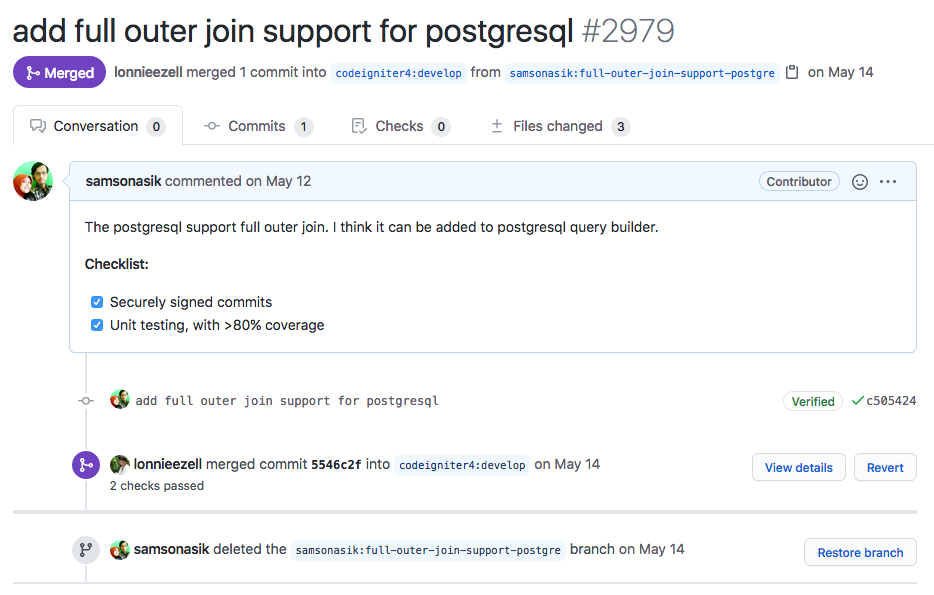 add full outer join support for postgresql #2979
Merged lonnieezell merged 1 commit into codeigniter4:develop from samsonasik:full-outer-join-support-postgre on May 14
Conversation 0 Commits 1 Checks 0 Files changed 3
samsonasik commented on May 12 Contributor
The postgresql support full outer join. I think it can be added to postgresql query builder.
Checklist:
Securely signed commits
Unit testing, with >80% coverage
add full outer join support for postgresql Verified c505424
lonnieezell merged commit 5546c2f into codeigniter4:develop on May 14 View details Revert
2 checks passed
samsonasik deleted the samsonasik:full-outer-join-support-postgre branch on May 14 Restore branch